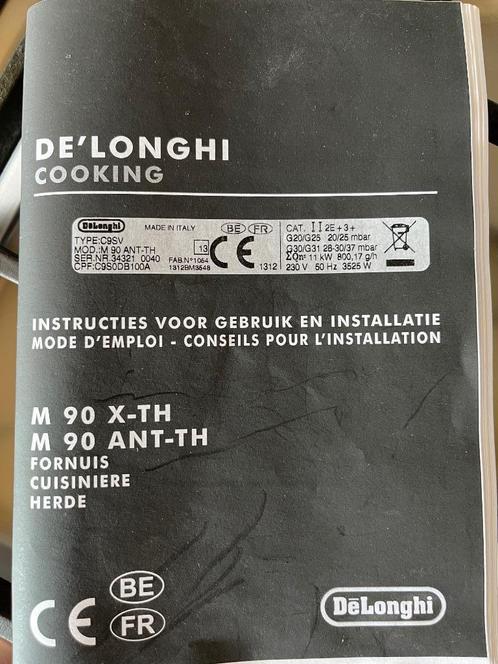 DE'LONGHI
COOKING
DeLonghi
MADE IN ITALY
BE FR
TYPE:C9SV
MOD.:M 90 ANT-TH
SER.NR.34321 0040
CPF:C9S0DB100A
13
FAB.N°1054
1312BM3548
CE
1312
CAT. II 2E+3+
G20/G25 20/25 mbar
G30/G31 28-30/37 mbar
ΣQn= 11 kW 800,17 g/h
230 V 50 Hz 3525 W
INSTRUCTIES VOOR GEBRUIK EN INSTALLATIE
MODE D'EMPLOI - CONSEILS POUR L'INSTALLATION
M 90 X-TH
M 90 ANT-TH
FORNUIS
CUISINIERE
HERDE
CE
BE
FR
DeLonghi